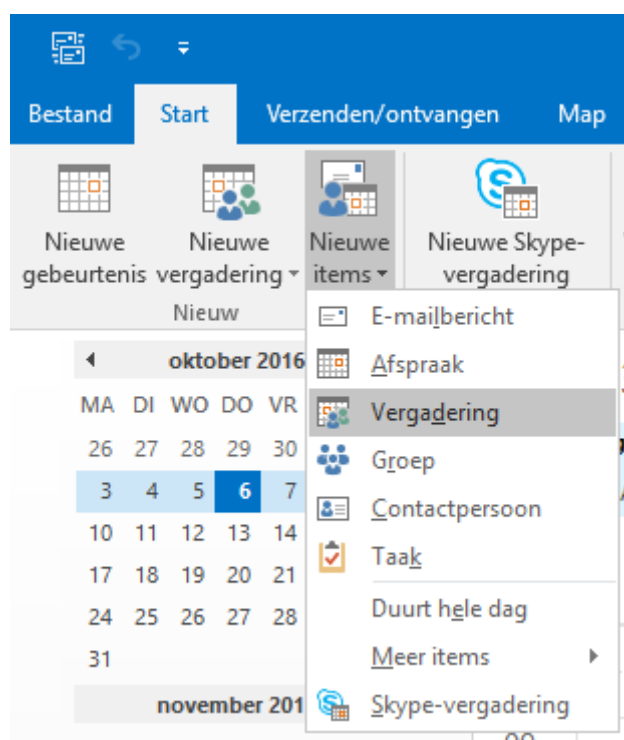 Bestand Start Verzenden/ontvangen Map
Nieuwe gebeurtenis
Nieuwe vergadering
Nieuwe items
Nieuwe Skype-vergadering
Nieuw
E-mailbericht
Afspraak
Vergadering
Groep
Contactpersoon
Taak
Duurt hele dag
Meer items
Skype-vergadering
oktober 2016
MA DI WO DO VR
26 27 28 29 30
3 4 5 6 7
10 11 12 13 14
17 18 19 20 21
24 25 26 27 28
31
november 201